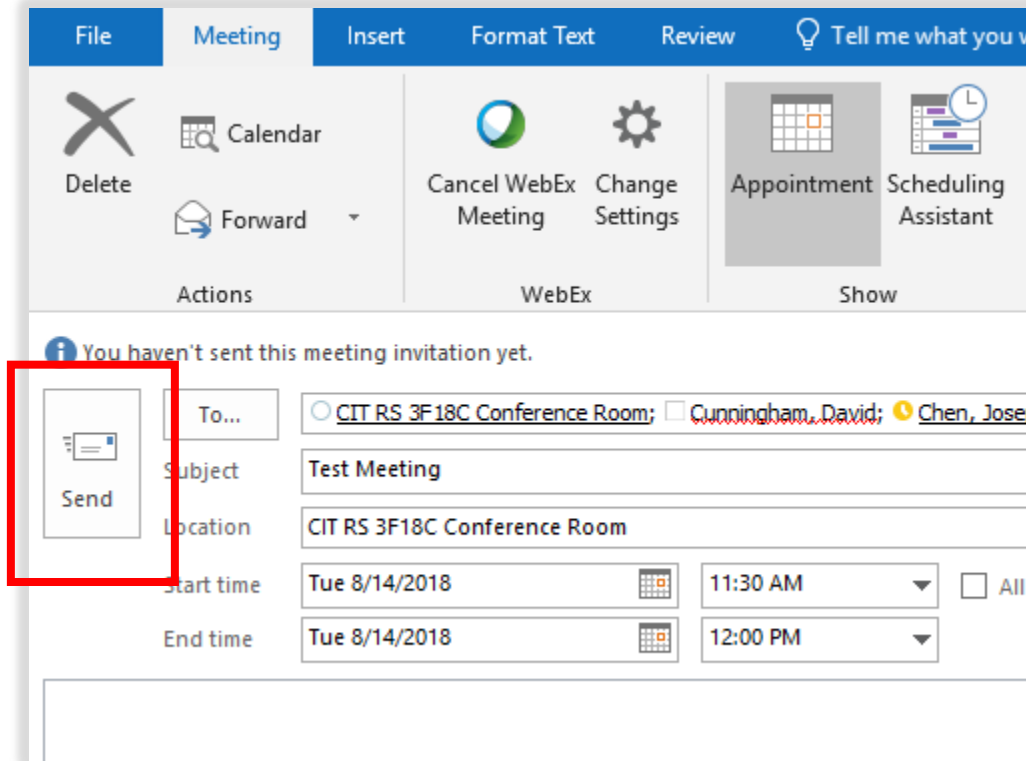 File Meeting Insert Format Text Review Tell me what you
Delete
Calendar
Forward
Actions
Cancel WebEx Meeting
Change Settings
WebEx
Appointment
Scheduling Assistant
Show
You haven't sent this meeting invitation yet.
Send
To... CIT RS 3F18C Conference Room; Cunningham, David; Chen, Jose
Subject Test Meeting
Location CIT RS 3F18C Conference Room
Start time Tue 8/14/2018 11:30 AM All
End time Tue 8/14/2018 12:00 PM